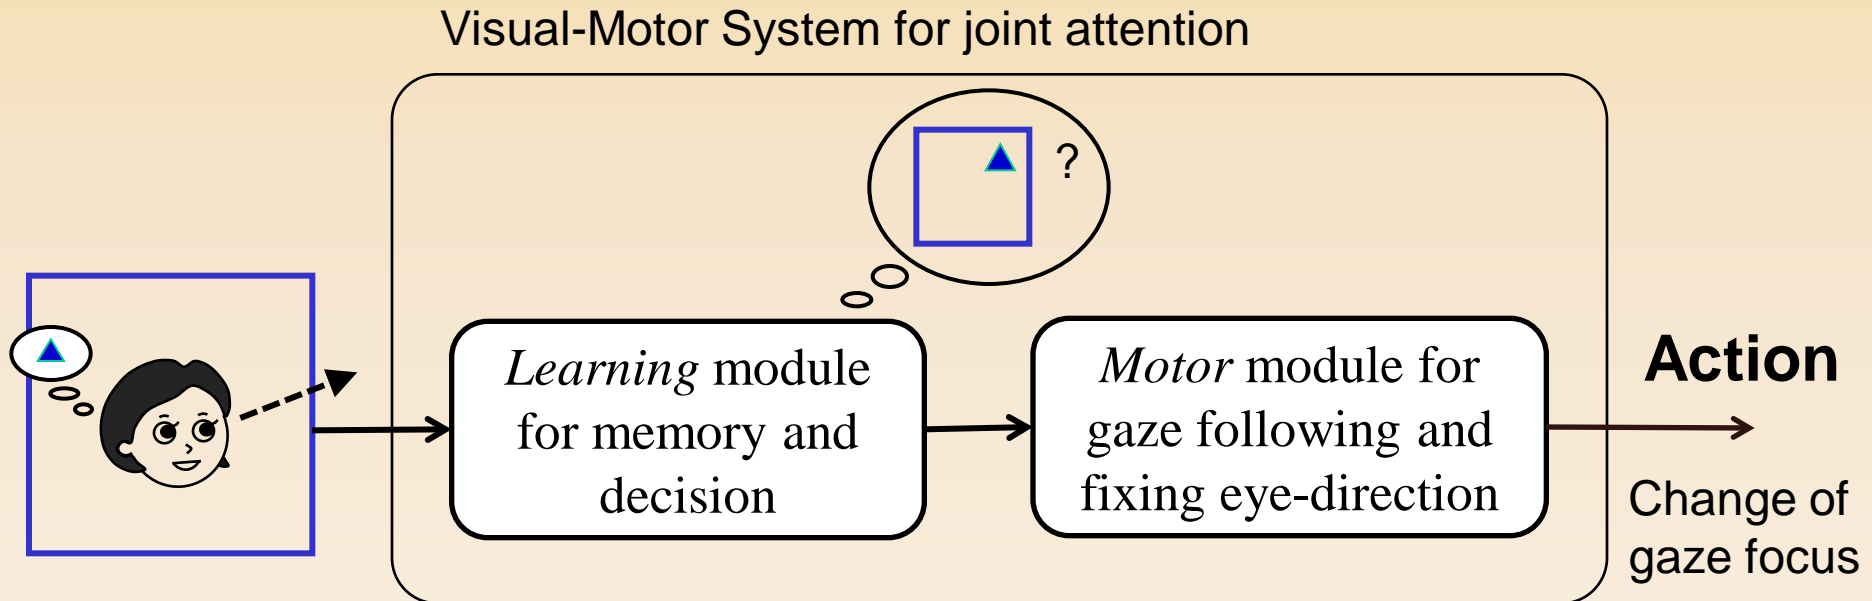 Visual-Motor System for joint attention
?
Learning module
for memory and
decision
Motor module for
gaze following and
fixing eye-direction
Action
Change of
gaze focus